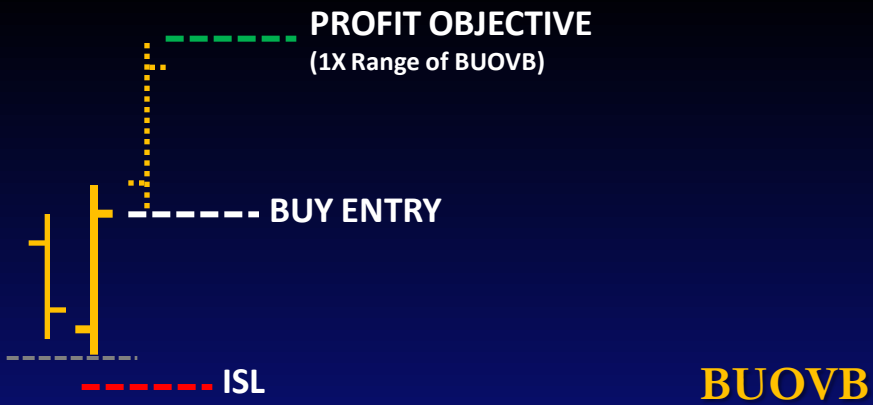 PROFIT OBJECTIVE
(1X Range of BUOVB)
BUY ENTRY
ISL
BUOVB